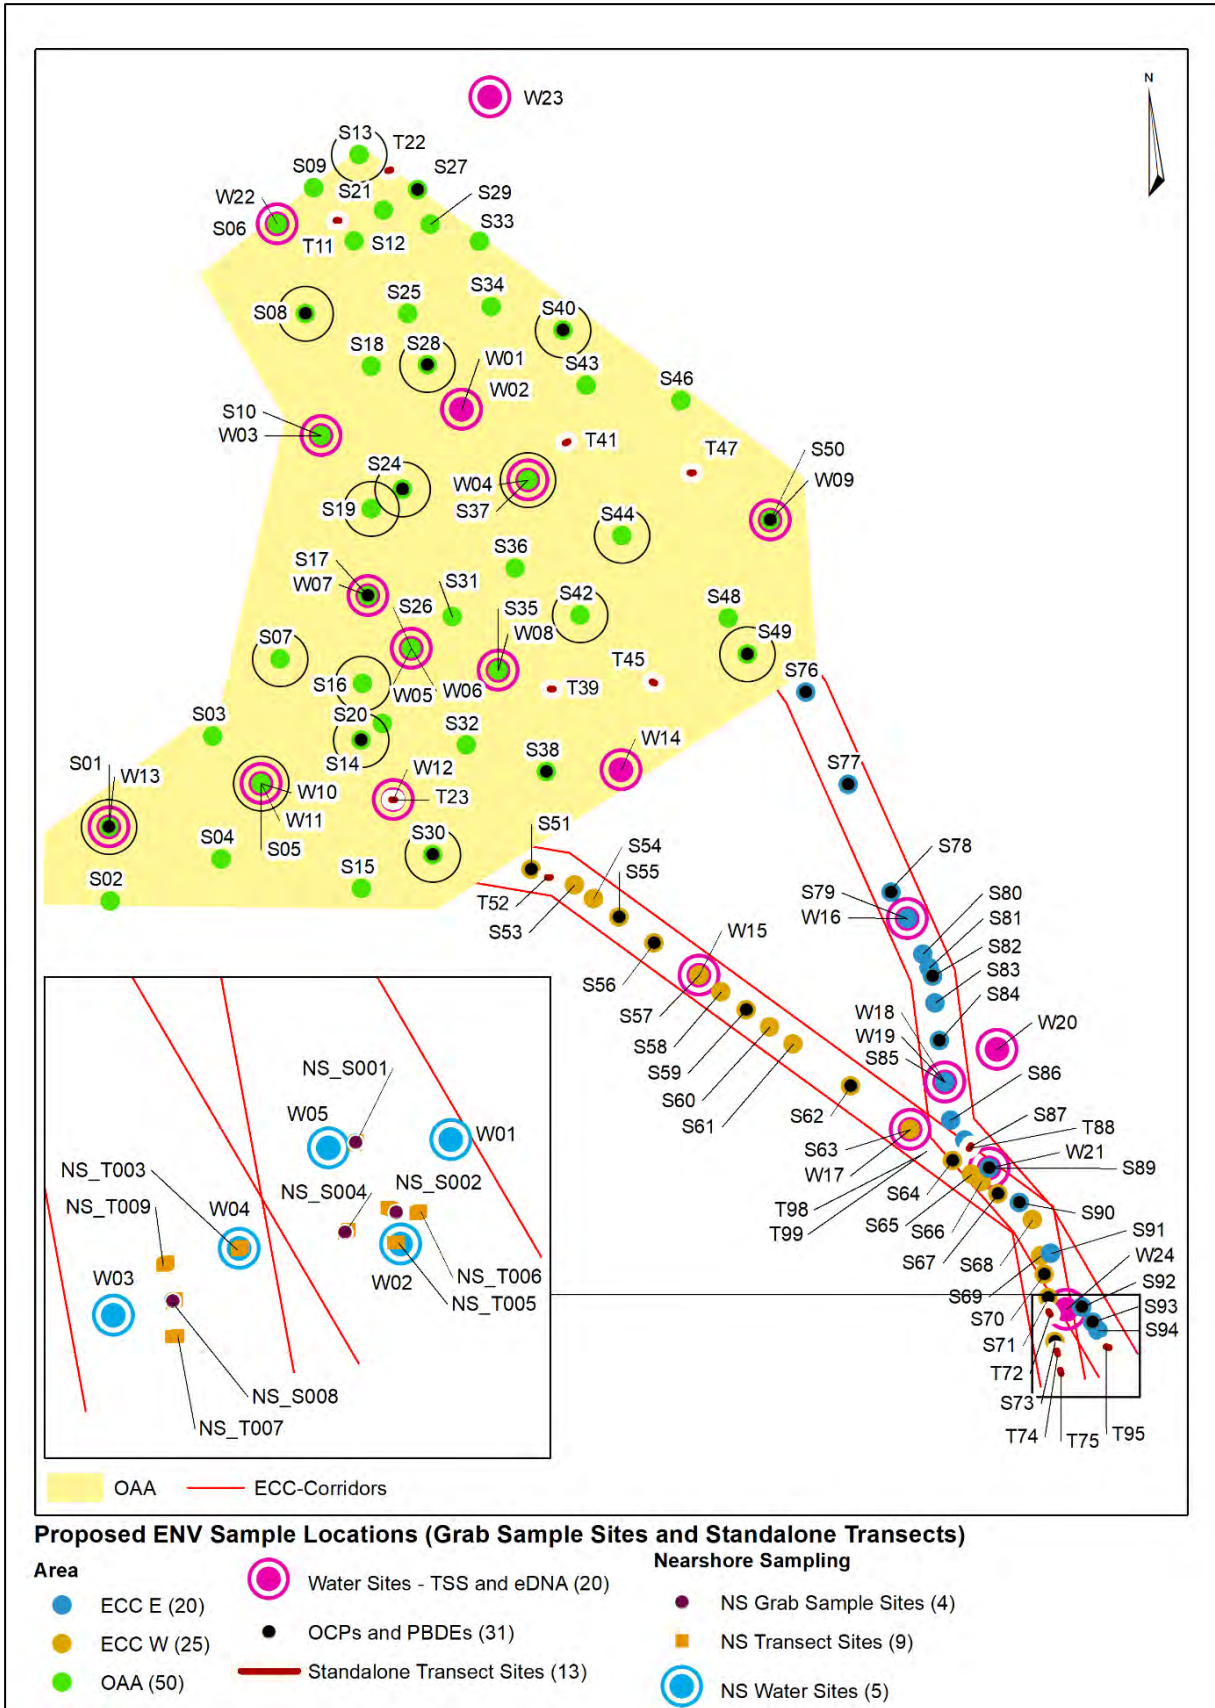 N
W23
S13
T22
S09
S27
S21
W22
S29
S06
S33
T11
S12
S34
S25
S08
S40
S28
S18
W01
S43
W02
S46
S10
W03
T41
T47
S50
S24
W04
W09
S19
S37
S44
S36
S17
W07
S31
S26
S35
S42
S48
W08
S07
S49
T45
S76
S16
W05
W06
T39
S03
S20
S32
S14
S38
W14
S77
S01
W13
W12
W10
T23
W11
S04
S05
S30
S51
S54
S78
S15
S55
S02
S79
S80
T52
W16
S81
S53
W15
S82
S83
S56
S84
S57
W18
W20
S58
W19
S85
S59
S86
S60
S62
S61
S87
T88
S63
W21
W17
S89
S64
T98
S65
S90
T99
S66
S91
S67
S68
W24
S92
S69
S93
S70
S94
S71
T72
S73
T74
T75
T95
NS_S001
W05
W01
NS_T003
NS_S002
NS_S004
NS_T009
W04
W03
W02
NS_T006
NS_T005
NS_S008
NS_T007
OAA
ECC-Corridors
Proposed ENV Sample Locations (Grab Sample Sites and Standalone Transects)
Area
ECC E (20)
ECC W (25)
OAA (50)
Water Sites - TSS and eDNA (20)
OCPs and PBDEs (31)
Standalone Transect Sites (13)
Nearshore Sampling
NS Grab Sample Sites (4)
NS Transect Sites (9)
NS Water Sites (5)